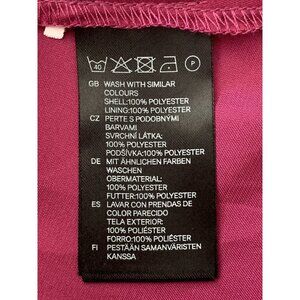 40 P
GB WASH WITH SIMILAR
COLOURS
SHELL:100% POLYESTER
LINING:100% POLYESTER
CZ PERTE S PODOBNÝMI
BARVAMI
SVRCHNÍ LÁTKA:
100% POLYESTER
PODŠÍVKA:100% POLYESTER
DE MIT ÄHNLICHEN FARBEN
WASCHEN
OBERMATERIAL:
100% POLYESTER
FUTTER:100% POLYESTER
ES LAVAR CON PRENDAS DE
COLOR PARECIDO
TELA EXTERIOR:
100% POLIÉSTER
FORRO:100% POLIÉSTER
FI PESTÄÄN SAMANVÄRISTEN
KANSSA